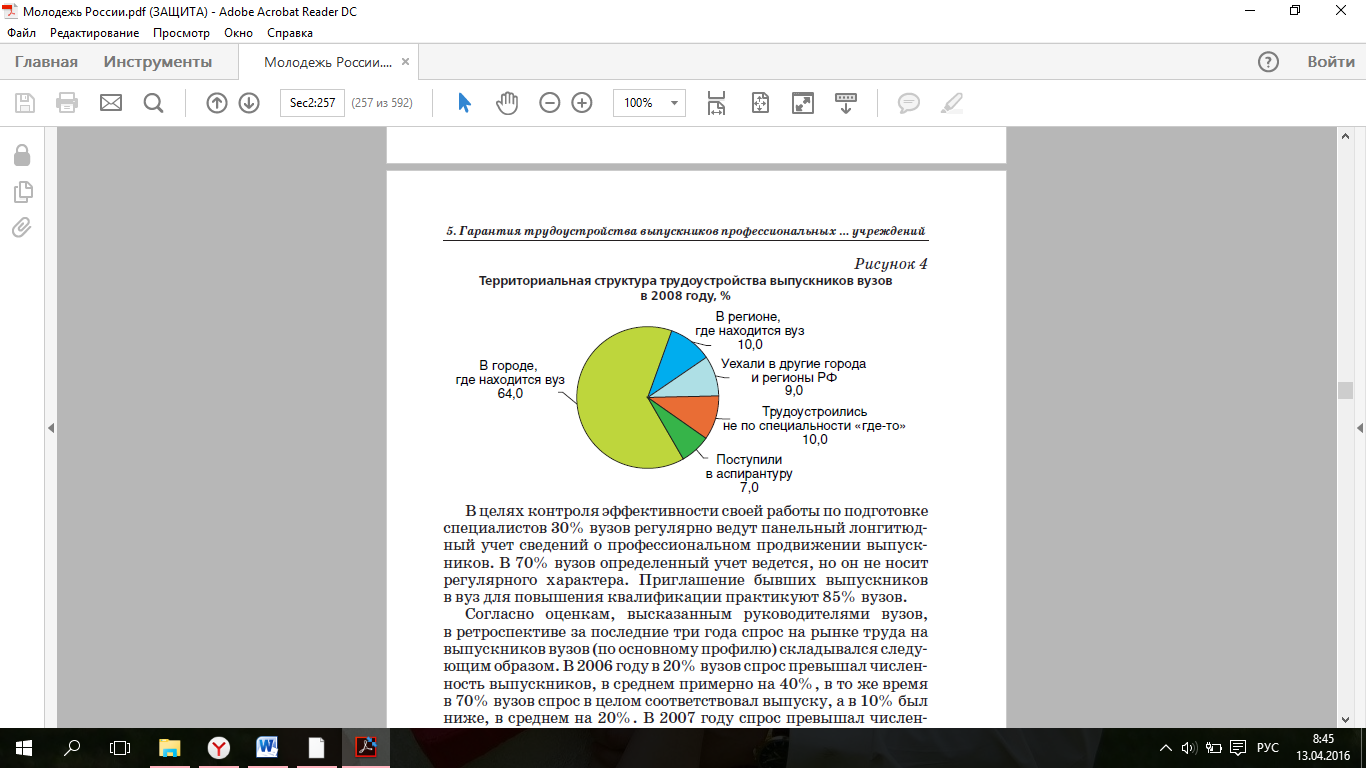 Молодежь России.pdf (ЗАЩИТА) - Adobe Acrobat Reader DC
Файл Редактирование Просмотр Окно Справка
Главная Инструменты Молодежь России.... × Войти
Sec2:257 (257 из 592) 100%
5. Гарантия трудоустройства выпускников профессиональных ... учреждений
Рисунок 4
Территориальная структура трудоустройства выпускников вузов
в 2008 году, %
В регионе,
где находится вуз
10,0
Уехали в другие города
и регионы РФ
9,0
Трудоустроились
не по специальности «где-то»
10,0
Поступили
в аспирантуру
7,0
В городе,
где находится вуз
64,0
В целях контроля эффективности своей работы по подготовке
специалистов 30% вузов регулярно ведут панельный лонгитюд-
ный учет сведений о профессиональном продвижении выпуск-
ников. В 70% вузов определенный учет ведется, но он не носит
регулярного характера. Приглашение бывших выпускников
в вуз для повышения квалификации практикуют 85% вузов.
Согласно оценкам, высказанным руководителями вузов,
в ретроспективе за последние три года спрос на рынке труда на
выпускников вузов (по основному профилю) складывался следу-
ющим образом. В 2006 году в 20% вузов спрос превышал числен-
ность выпускников, в среднем примерно на 40%, в то же время
в 70% вузов спрос в целом соответствовал выпуску, а в 10% был
ниже, в среднем на 20%. В 2007 году спрос превышал числен-
РУС
8:45
13.04.2016